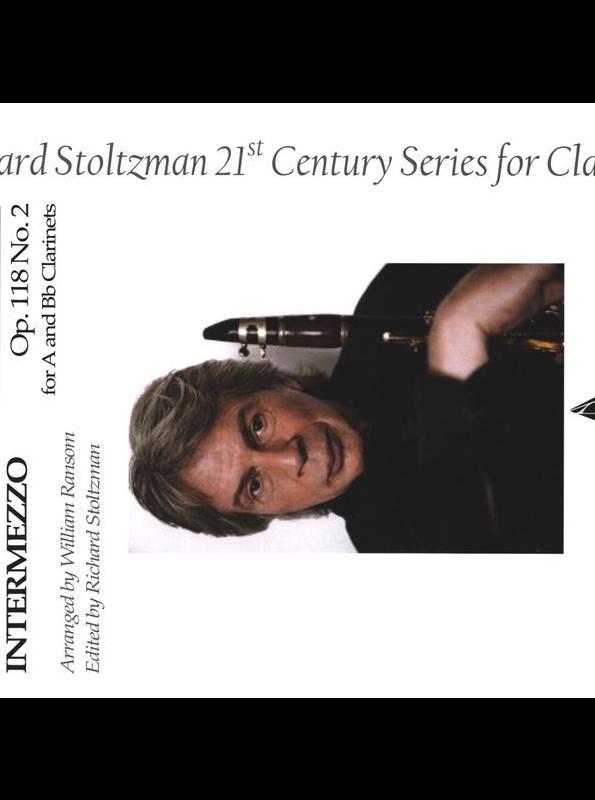 ard Stoltzman 21st Century Series for Cla
INTERMEZZO
Op. 118 No. 2
for A and Bb Clarinets
Arranged by William Ransom
Edited by Richard Stoltzman